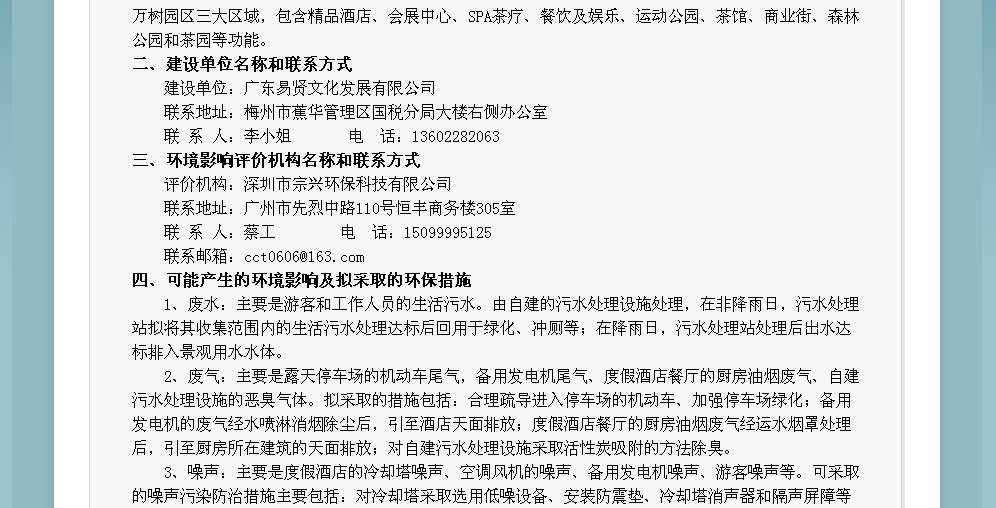 万树园区三大区域，包含精品酒店、会展中心、SPA茶疗、餐饮及娱乐、运动公园、茶馆、商业街、森林
公园和茶园等功能。
二、建设单位名称和联系方式
建设单位：广东易贤文化发展有限公司
联系地址：梅州市蕉华管理区国税分局大楼右侧办公室
联 系 人：李小姐 电 话：13602282063
三、环境影响评价机构名称和联系方式
评价机构：深圳市宗兴环保科技有限公司
联系地址：广州市先烈中路110号恒丰商务楼305室
联 系 人：蔡工 电 话：15099995125
联系邮箱：cct0606@163.com
四、可能产生的环境影响及拟采取的环保措施
1、废水：主要是游客和工作人员的生活污水。由自建的污水处理设施处理，在非降雨日，污水处理
站拟将其收集范围内的生活污水处理达标后回用于绿化、冲厕等；在降雨日，污水处理站处理后出水达
标排入景观用水水体。
2、废气：主要是露天停车场的机动车尾气，备用发电机尾气、度假酒店餐厅的厨房油烟废气、自建
污水处理设施的恶臭气体。拟采取的措施包括：合理疏导进入停车场的机动车、加强停车场绿化；备用
发电机的废气经水喷淋消烟除尘后，引至酒店天面排放；度假酒店餐厅的厨房油烟废气经运水烟罩处理
后，引至厨房所在建筑的天面排放；对自建污水处理设施采取活性炭吸附的方法除臭。
3、噪声：主要是度假酒店的冷却塔噪声、空调风机的噪声、备用发电机噪声、游客噪声等。可采取
的噪声污染防治措施主要包括：对冷却塔采取选用低噪设备、安装防震垫、冷却塔消声器和隔声屏障等